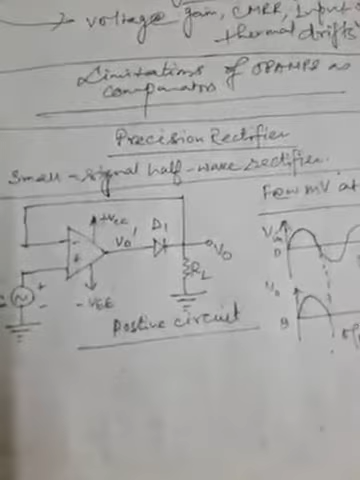 → voltage gain, CMRR, Input
thermal drifts
Limitations of OPAMPS as
comparators
Precision Rectifier
Small-signal half-wave rectifier.
Few mV at
+VCC
Vo'
D1
Vo
RL
-VEE
Postive circuit
Vin
0
Vo
0